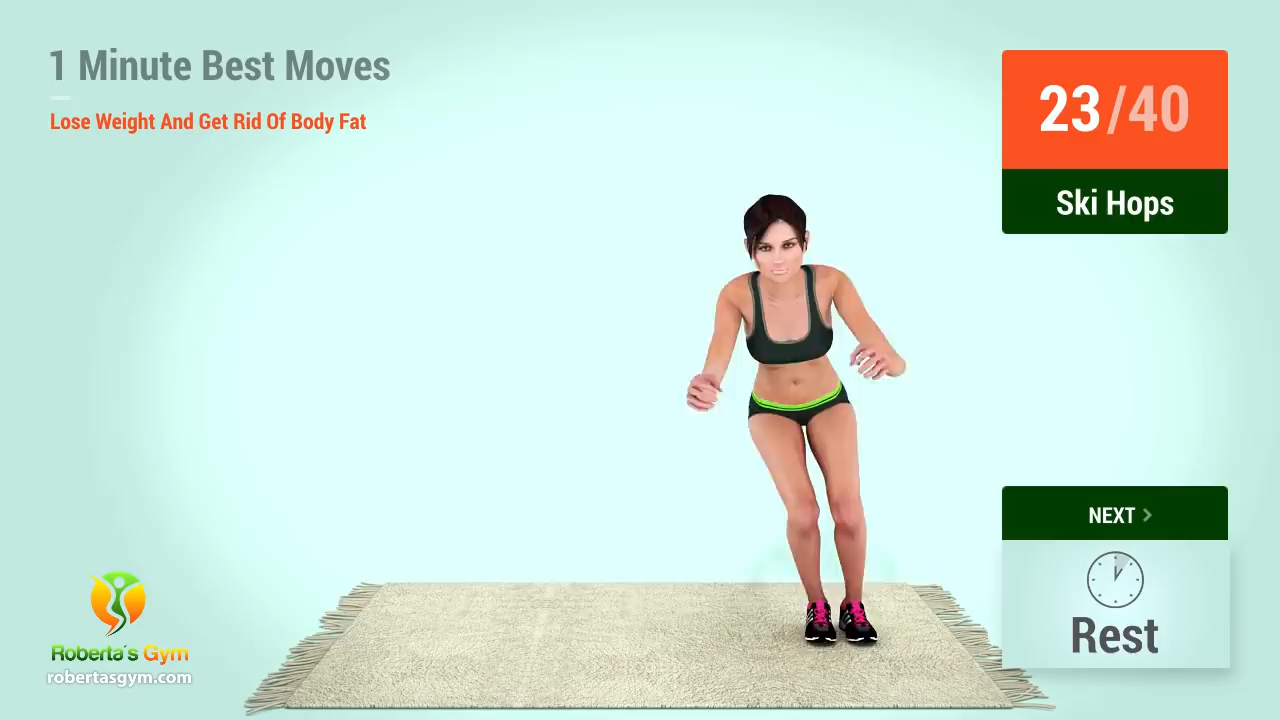 1 Minute Best Moves
Lose Weight And Get Rid Of Body Fat
23/40
Ski Hops
NEXT >
Rest
Roberta's Gym
robertasgym.com